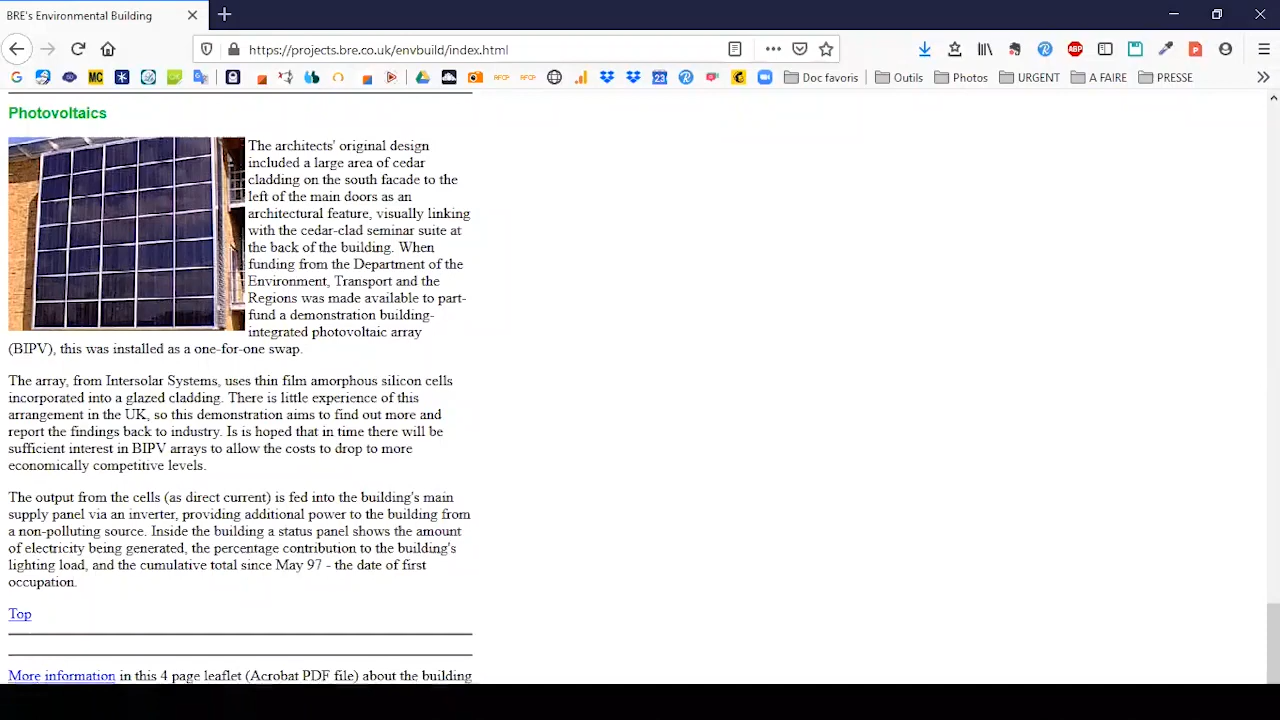 BRE's Environmental Building
https://projects.bre.co.uk/envbuild/index.html
Doc favoris
Outils
Photos
URGENT
A FAIRE
PRESSE
Photovoltaics
The architects' original design
included a large area of cedar
cladding on the south facade to the
left of the main doors as an
architectural feature, visually linking
with the cedar-clad seminar suite at
the back of the building. When
funding from the Department of the
Environment, Transport and the
Regions was made available to part-
fund a demonstration building-
integrated photovoltaic array
(BIPV), this was installed as a one-for-one swap.
The array, from Intersolar Systems, uses thin film amorphous silicon cells
incorporated into a glazed cladding. There is little experience of this
arrangement in the UK, so this demonstration aims to find out more and
report the findings back to industry. Is is hoped that in time there will be
sufficient interest in BIPV arrays to allow the costs to drop to more
economically competitive levels.
The output from the cells (as direct current) is fed into the building's main
supply panel via an inverter, providing additional power to the building from
a non-polluting source. Inside the building a status panel shows the amount
of electricity being generated, the percentage contribution to the building's
lighting load, and the cumulative total since May 97 - the date of first
occupation.
Top
More information in this 4 page leaflet (Acrobat PDF file) about the building